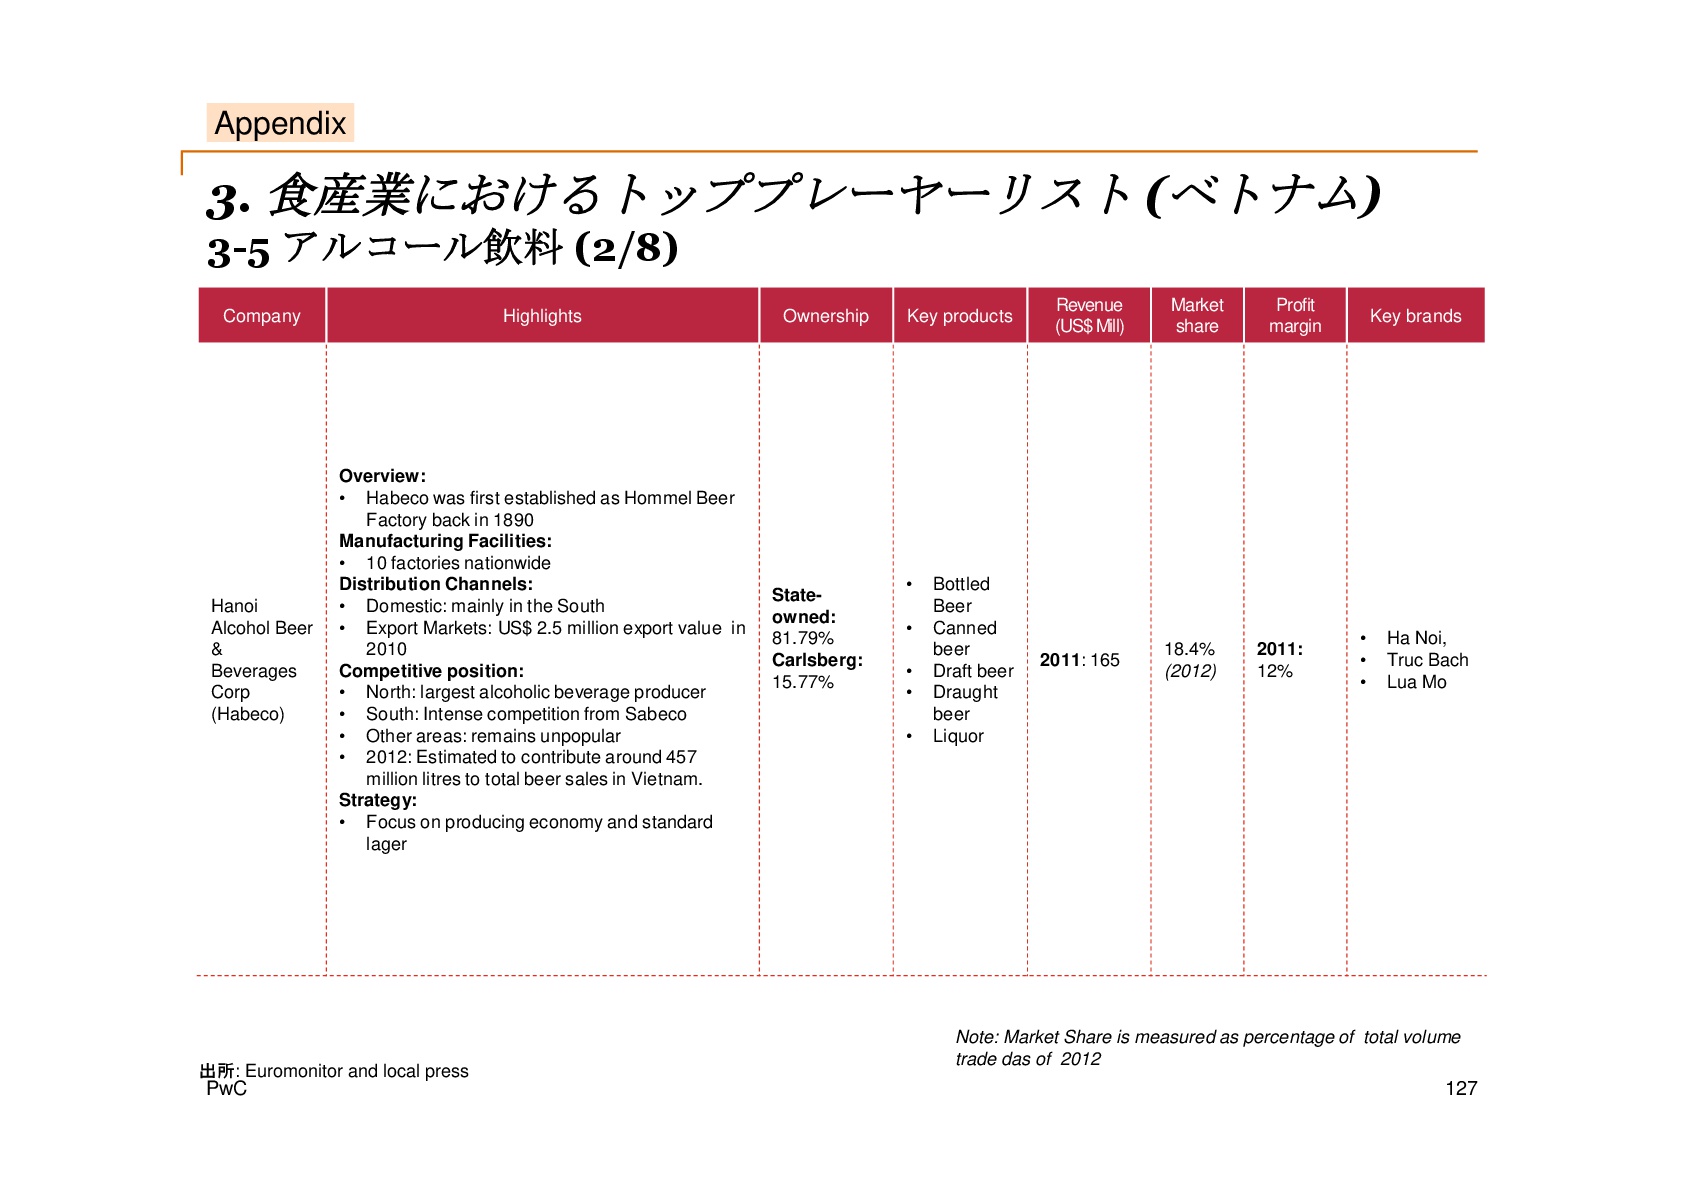 Appendix
3. 食産業におけるトッププレーヤーリスト(ベトナム)
3-5 アルコール飲料 (2/8)
Company
Highlights
Ownership
Key products
Revenue
(US$ Mill)
Market
share
Profit
margin
Key brands
Hanoi
Alcohol Beer
&
Beverages
Corp
(Habeco)
Overview:
• Habeco was first established as Hommel Beer
Factory back in 1890
Manufacturing Facilities:
• 10 factories nationwide
Distribution Channels:
• Domestic: mainly in the South
• Export Markets: US$ 2.5 million export value in
2010
Competitive position:
• North: largest alcoholic beverage producer
• South: Intense competition from Sabeco
• Other areas: remains unpopular
• 2012: Estimated to contribute around 457
million litres to total beer sales in Vietnam.
Strategy:
• Focus on producing economy and standard
lager
State-
owned:
81.79%
Carlsberg:
15.77%
• Bottled
Beer
• Canned
beer
• Draft beer
• Draught
beer
• Liquor
2011: 165
18.4%
(2012)
2011:
12%
• Ha Noi,
• Truc Bach
• Lua Mo
Note: Market Share is measured as percentage of total volume
trade das of 2012
出所: Euromonitor and local press
PwC
127